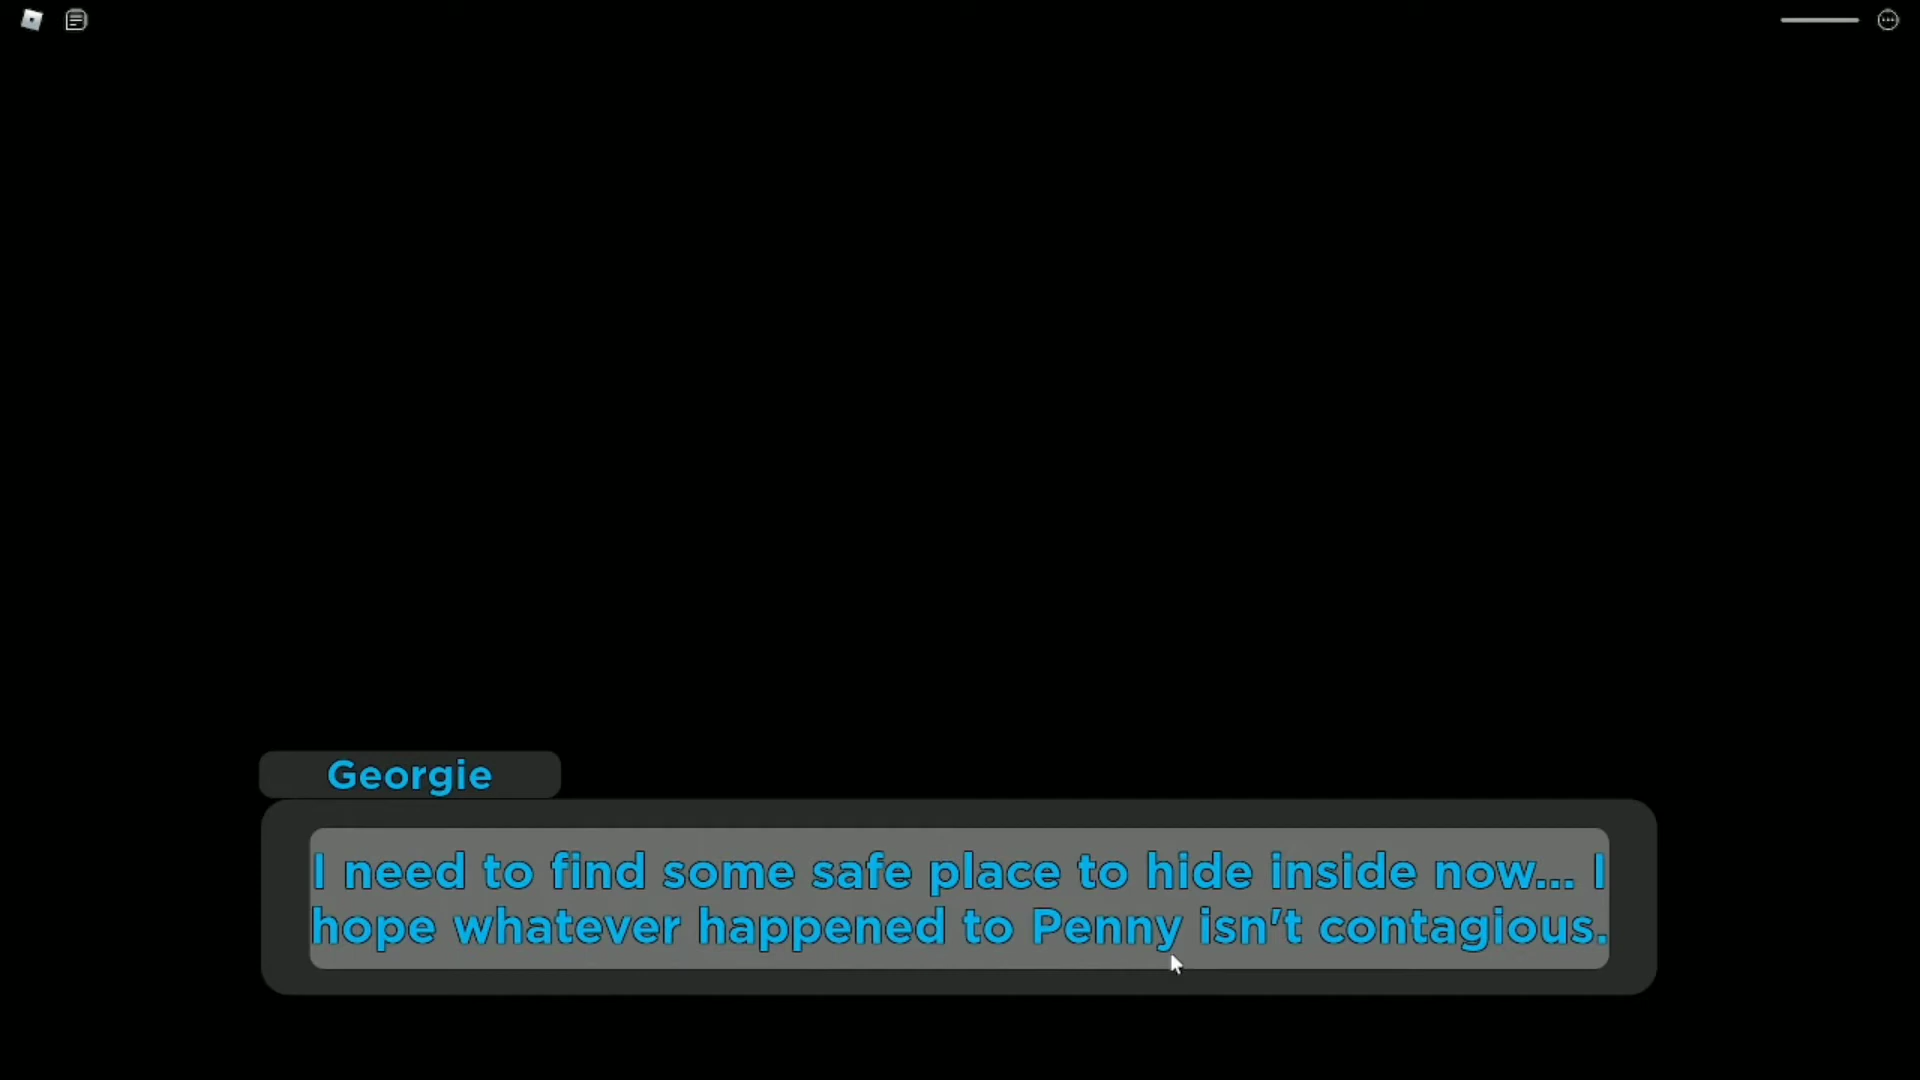 Georgie
I need to find some safe place to hide inside now... I
hope whatever happened to Penny isn't contagious.